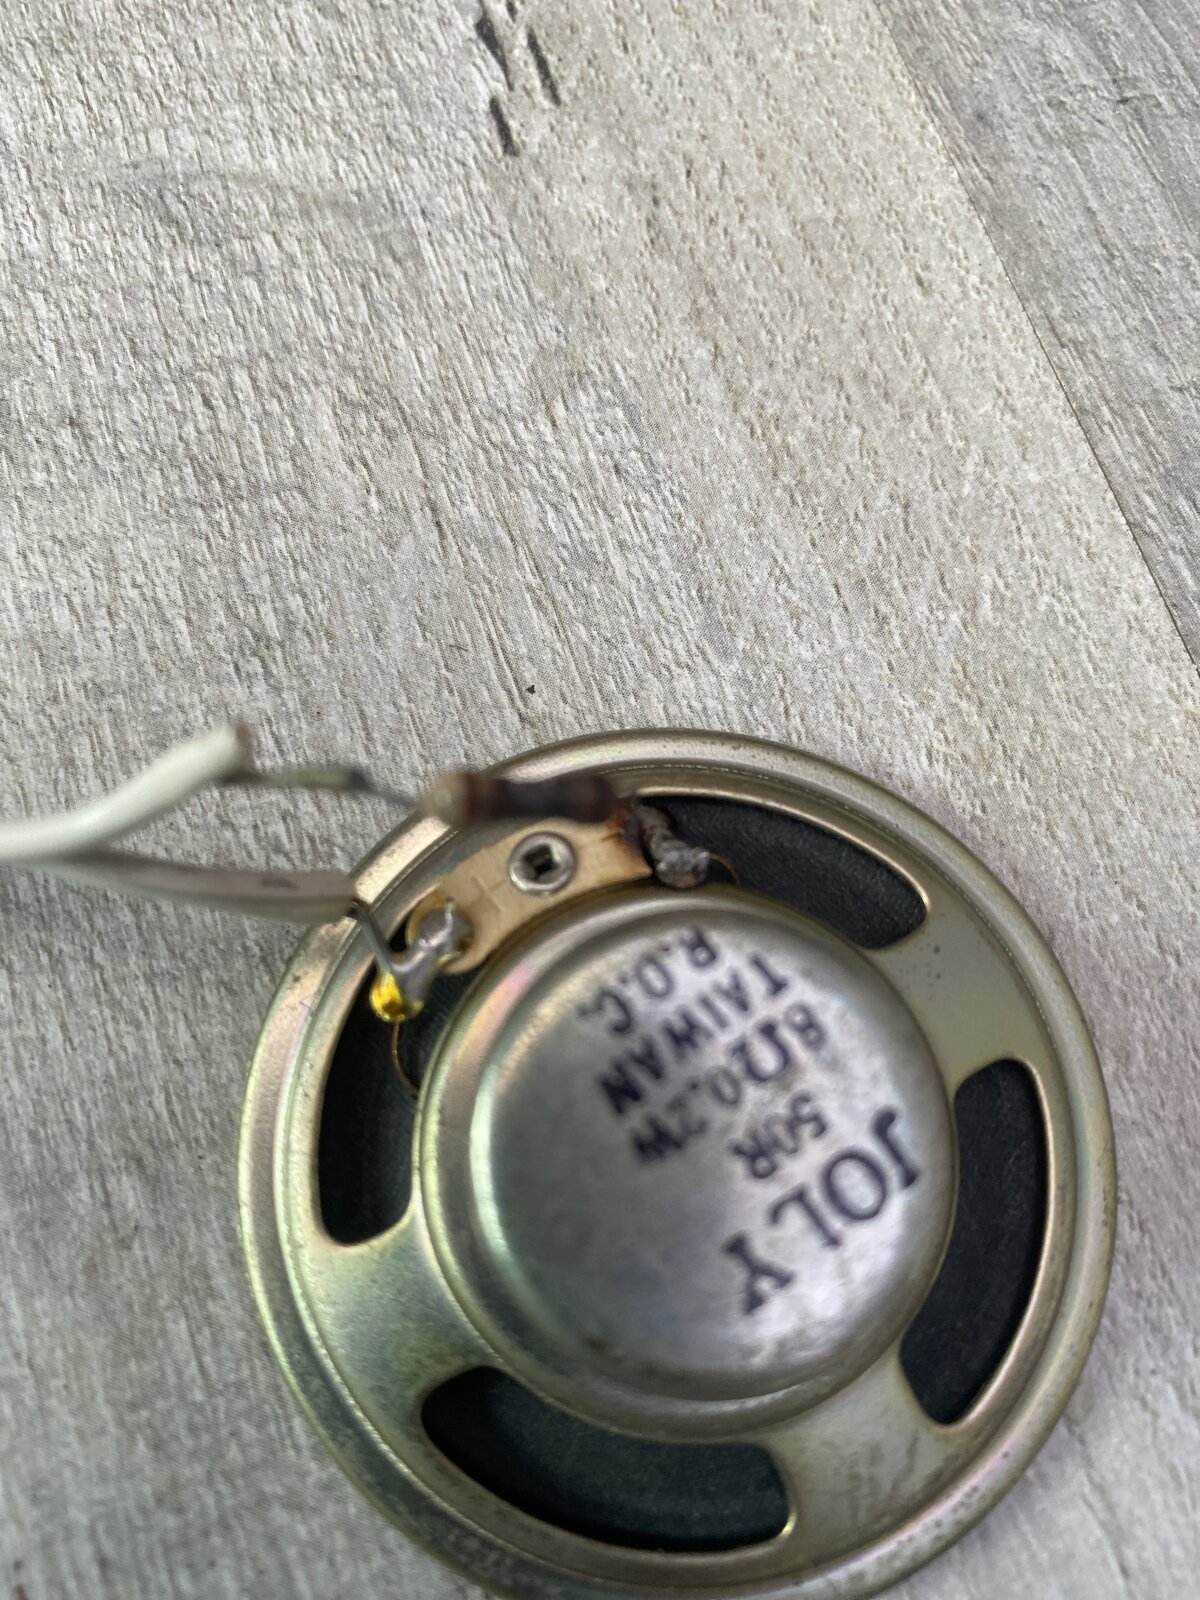 JOLY
50R
8Ω0.2W
TAIWAN
R.O.C.